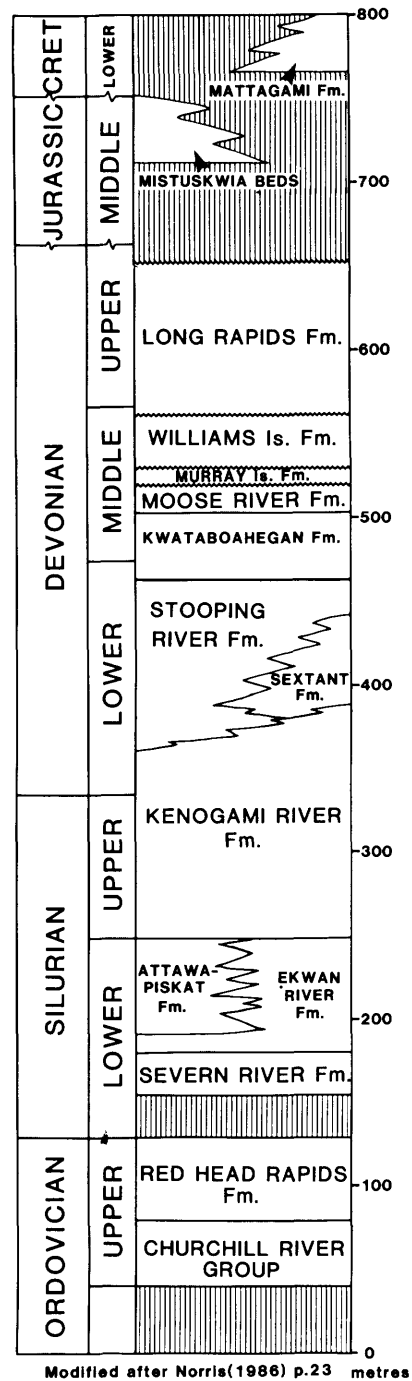 800
CRET
LOWER
MATTAGAMI Fm.
JURASSIC
MIDDLE
MISTUSKWIA BEDS
700
DEVONIAN
UPPER
LONG RAPIDS Fm.
600
MIDDLE
WILLIAMS Is. Fm.
MURRAY Is. Fm.
MOOSE RIVER Fm.
500
KWATABOAHEGAN Fm.
LOWER
STOOPING
RIVER Fm.
SEXTANT
Fm.
400
SILURIAN
UPPER
KENOGAMI RIVER
Fm.
300
LOWER
ATTAWA-
PISKAT
Fm.
EKWAN
RIVER
Fm.
200
SEVERN RIVER Fm.
ORDOVICIAN
UPPER
RED HEAD RAPIDS
Fm.
100
CHURCHILL RIVER
GROUP
0
Modified after Norris(1986) p.23 metres